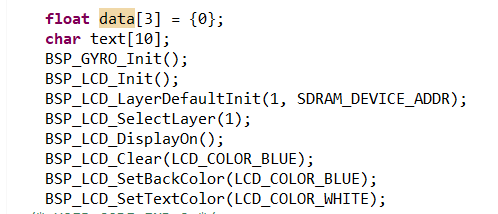 float data[3] = {0};
char text[10];
BSP_GYRO_Init();
BSP_LCD_Init();
BSP_LCD_LayerDefaultInit(1, SDRAM_DEVICE_ADDR);
BSP_LCD_SelectLayer(1);
BSP_LCD_DisplayOn();
BSP_LCD_Clear(LCD_COLOR_BLUE);
BSP_LCD_SetBackColor(LCD_COLOR_BLUE);
BSP_LCD_SetTextColor(LCD_COLOR_WHITE);